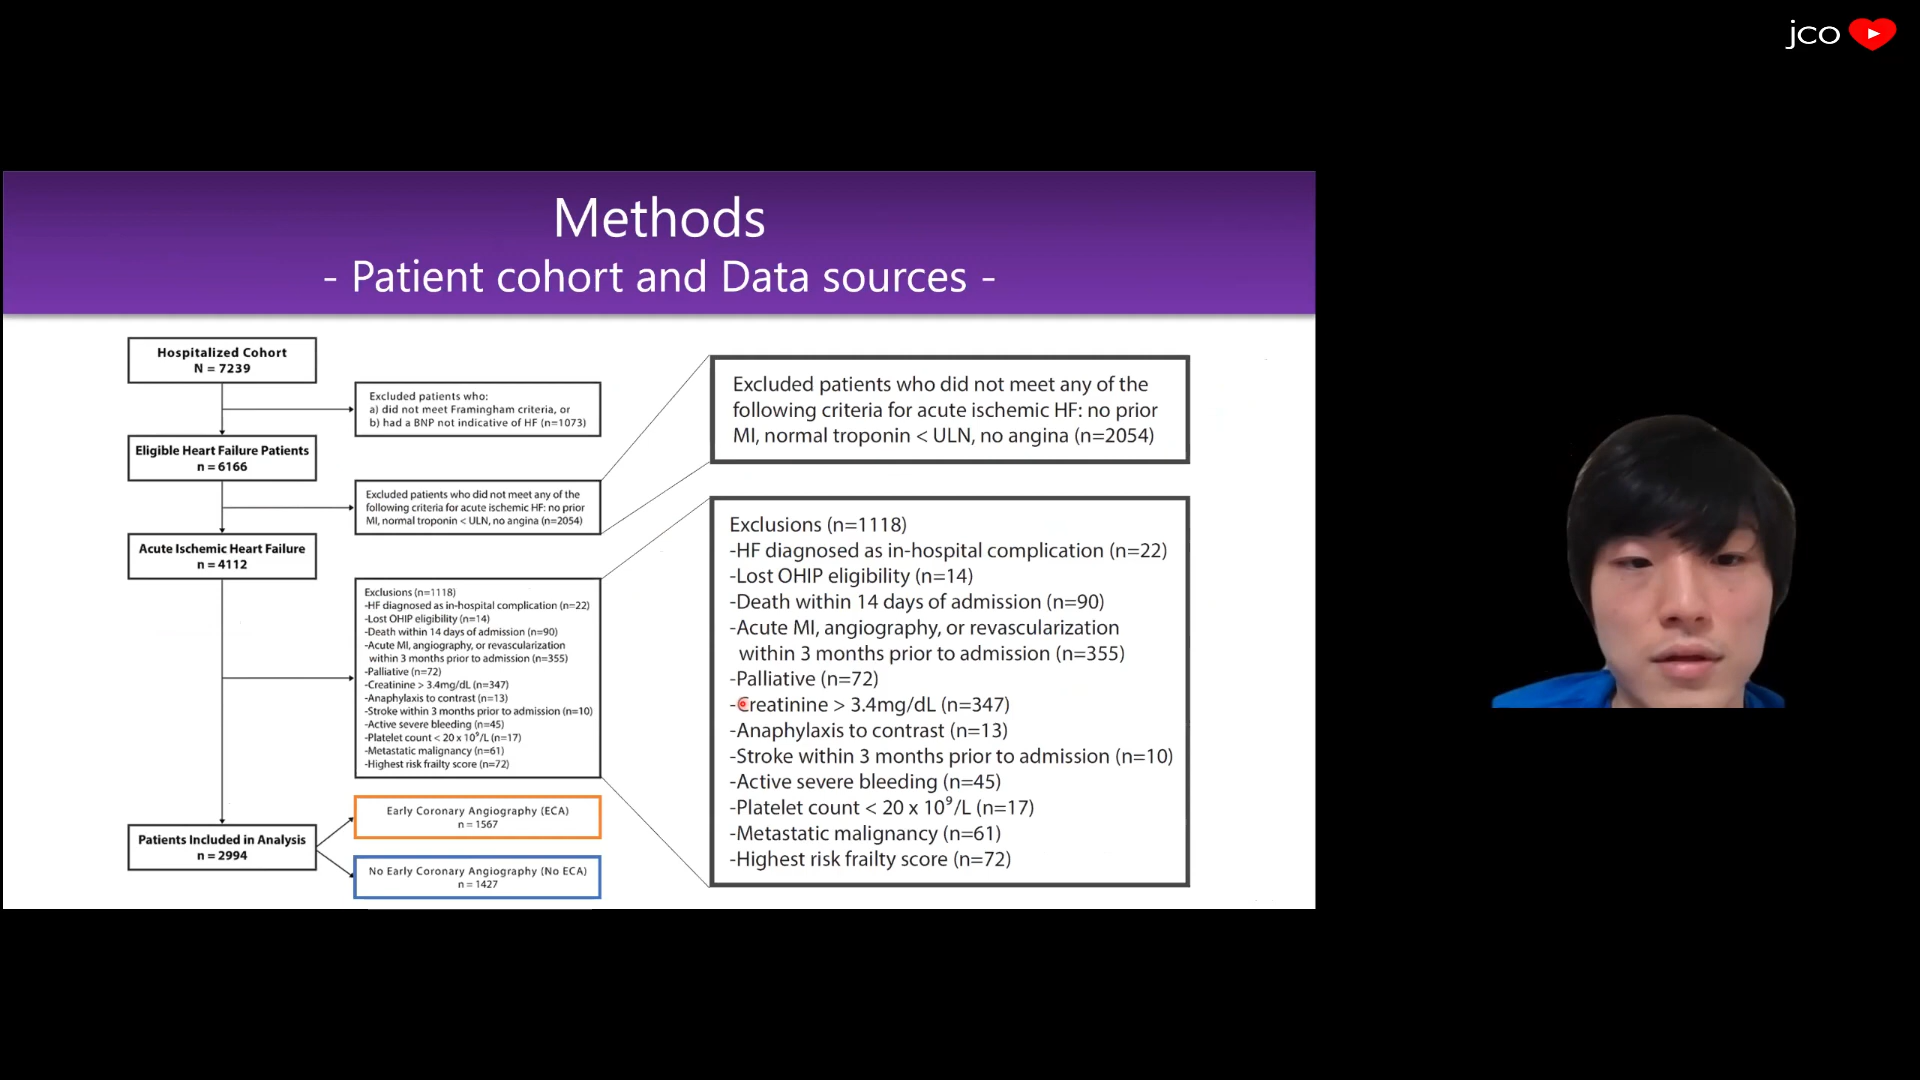 jco
Methods
- Patient cohort and Data sources -
Hospitalized Cohort
N = 7239
Excluded patients who:
a) did not meet Framingham criteria, or
b) had a BNP not indicative of HF (n=1073)
Eligible Heart Failure Patients
n = 6166
Excluded patients who did not meet any of the
following criteria for acute ischemic HF: no prior
MI, normal troponin < ULN, no angina (n=2054)
Acute Ischemic Heart Failure
n = 4112
Exclusions (n=1118)
-HF diagnosed as in-hospital complication (n=22)
-Lost OHIP eligibility (n=14)
-Death within 14 days of admission (n=90)
-Acute MI, angiography, or revascularization
within 3 months prior to admission (n=355)
-Palliative (n=72)
-Creatinine > 3.4mg/dL (n=347)
-Anaphylaxis to contrast (n=13)
-Stroke within 3 months prior to admission (n=10)
-Active severe bleeding (n=45)
-Platelet count < 20 x 10⁹/L (n=17)
-Metastatic malignancy (n=61)
-Highest risk frailty score (n=72)
Patients Included in Analysis
n = 2994
Early Coronary Angiography (ECA)
n = 1567
No Early Coronary Angiography (No ECA)
n = 1427
Excluded patients who did not meet any of the
following criteria for acute ischemic HF: no prior
MI, normal troponin < ULN, no angina (n=2054)
Exclusions (n=1118)
-HF diagnosed as in-hospital complication (n=22)
-Lost OHIP eligibility (n=14)
-Death within 14 days of admission (n=90)
-Acute MI, angiography, or revascularization
within 3 months prior to admission (n=355)
-Palliative (n=72)
-Creatinine > 3.4mg/dL (n=347)
-Anaphylaxis to contrast (n=13)
-Stroke within 3 months prior to admission (n=10)
-Active severe bleeding (n=45)
-Platelet count < 20 x 10⁹/L (n=17)
-Metastatic malignancy (n=61)
-Highest risk frailty score (n=72)